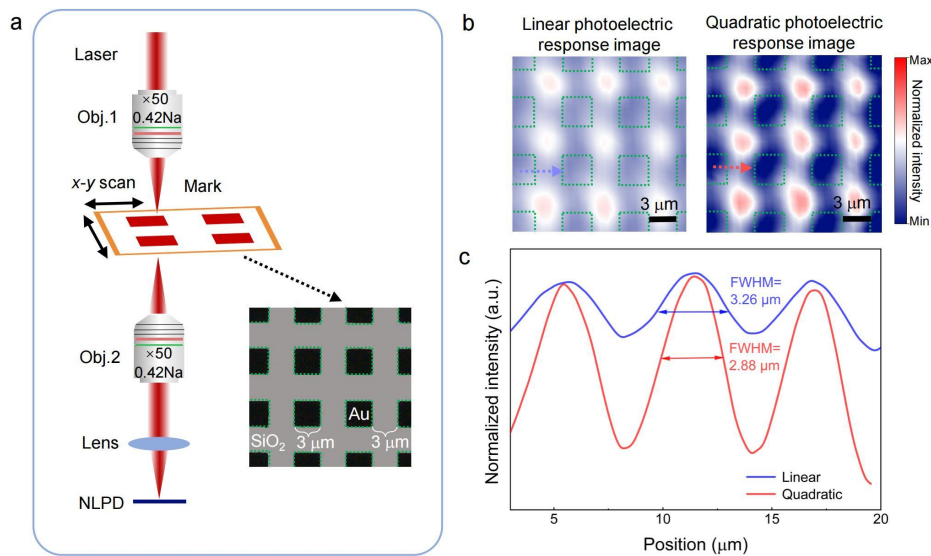 a
Laser
Obj.1
×50
0.42Na
x-y scan
Mark
Obj.2
×50
0.42Na
Lens
NLPD
Au
SiO₂
3 μm
3 μm
b
Linear photoelectric
response image
Quadratic photoelectric
response image
3 μm
3 μm
Max
Normalized intensity
Min
c
Normalized intensity (a.u.)
FWHM=
3.26 μm
FWHM=
2.88 μm
Linear
Quadratic
5
10
15
20
Position (μm)